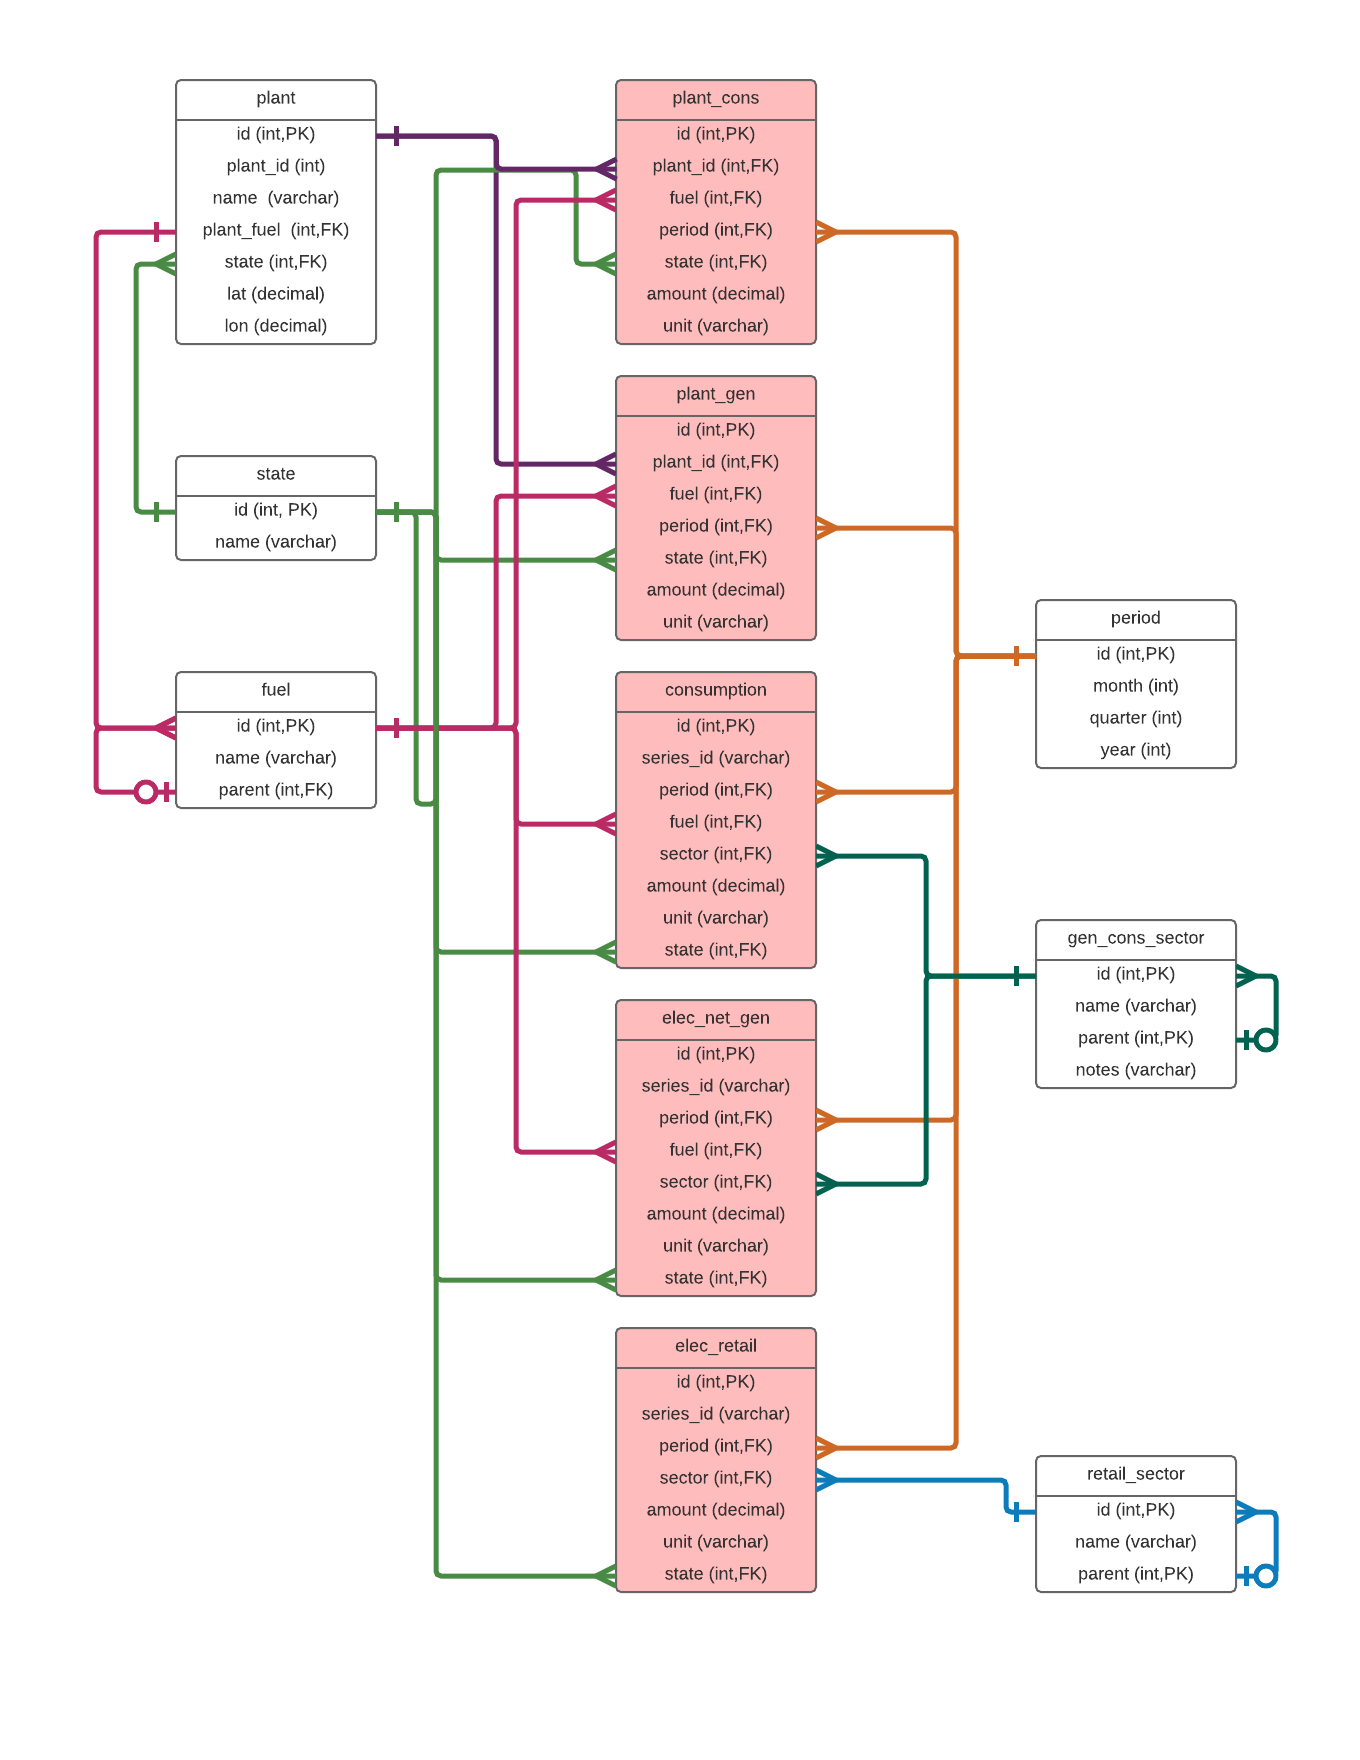 plant
id (int,PK)
plant_id (int)
name  (varchar)
plant_fuel  (int,FK)
state (int,FK)
lat (decimal)
lon (decimal)
state
id (int, PK)
name (varchar)
fuel
id (int,PK)
name (varchar)
parent (int,FK)
plant_cons
id (int,PK)
plant_id (int,FK)
fuel (int,FK)
period (int,FK)
state (int,FK)
amount (decimal)
unit (varchar)
plant_gen
id (int,PK)
plant_id (int,FK)
fuel (int,FK)
period (int,FK)
state (int,FK)
amount (decimal)
unit (varchar)
consumption
id (int,PK)
series_id (varchar)
period (int,FK)
fuel (int,FK)
sector (int,FK)
amount (decimal)
unit (varchar)
state (int,FK)
elec_net_gen
id (int,PK)
series_id (varchar)
period (int,FK)
fuel (int,FK)
sector (int,FK)
amount (decimal)
unit (varchar)
state (int,FK)
elec_retail
id (int,PK)
series_id (varchar)
period (int,FK)
sector (int,FK)
amount (decimal)
unit (varchar)
state (int,FK)
period
id (int,PK)
month (int)
quarter (int)
year (int)
gen_cons_sector
id (int,PK)
name (varchar)
parent (int,PK)
notes (varchar)
retail_sector
id (int,PK)
name (varchar)
parent (int,PK)